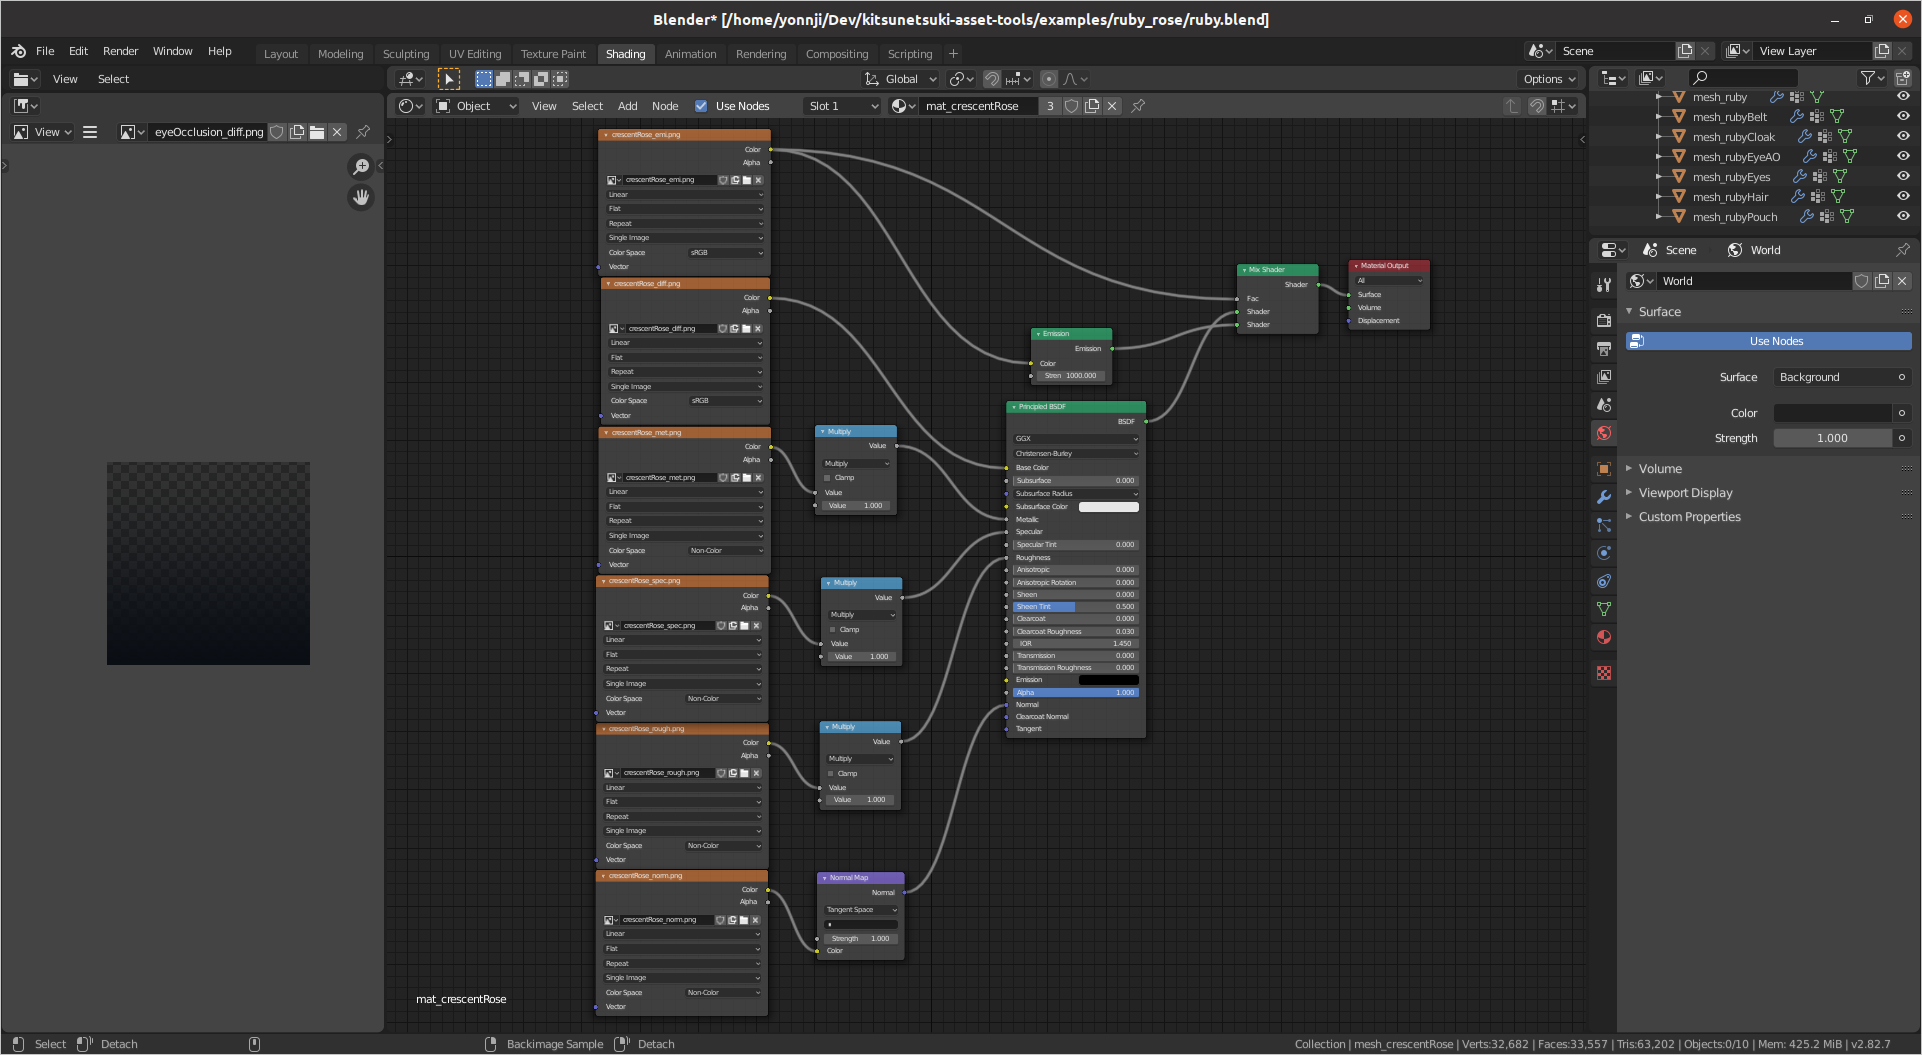 Blender* [/home/yonnji/Dev/kitsunetsuki-asset-tools/examples/ruby_rose/ruby.blend]
File Edit Render Window Help Layout Modeling Sculpting UV Editing Texture Paint Shading Animation Rendering Compositing Scripting + Scene View Layer
View Select Global Options
Object View Select Add Node Use Nodes Slot 1 mat_crescentRose 3
View eyeOcclusion_diff.png
crescentRose_emi.png
Color
Alpha
crescentRose_emi.png
Linear
Flat
Repeat
Single Image
Color Space sRGB
Vector
crescentRose_diff.png
Color
Alpha
crescentRose_diff.png
Linear
Flat
Repeat
Single Image
Color Space sRGB
Vector
crescentRose_met.png
Color
Alpha
crescentRose_met.png
Linear
Flat
Repeat
Single Image
Color Space Non-Color
Vector
crescentRose_spec.png
Color
Alpha
crescentRose_spec.png
Linear
Flat
Repeat
Single Image
Color Space Non-Color
Vector
crescentRose_rough.png
Color
Alpha
crescentRose_rough.png
Linear
Flat
Repeat
Single Image
Color Space Non-Color
Vector
crescentRose_norm.png
Color
Alpha
crescentRose_norm.png
Linear
Flat
Repeat
Single Image
Color Space Non-Color
Vector
mat_crescentRose
Multiply
Value
Multiply
Clamp
Value
Value 1.000
Multiply
Value
Multiply
Clamp
Value
Value 1.000
Multiply
Value
Multiply
Clamp
Value
Value 1.000
Normal Map
Normal
Tangent Space
Strength 1.000
Color
Emission
Emission
Color
Stren 1000.000
Principled BSDF
BSDF
GGX
Christensen-Burley
Base Color
Subsurface 0.000
Subsurface Radius
Subsurface Color
Metallic
Specular
Specular Tint 0.000
Roughness
Anisotropic 0.000
Anisotropic Rotation 0.000
Sheen 0.000
Sheen Tint 0.500
Clearcoat 0.000
Clearcoat Roughness 0.030
IOR 1.450
Transmission 0.000
Transmission Roughness 0.000
Emission
Alpha 1.000
Normal
Clearcoat Normal
Tangent
Mix Shader
Shader
Fac
Shader
Shader
Material Output
All
Surface
Volume
Displacement
mesh_ruby
mesh_rubyBelt
mesh_rubyCloak
mesh_rubyEyeAO
mesh_rubyEyes
mesh_rubyHair
mesh_rubyPouch
Scene World
World
Surface
Use Nodes
Surface Background
Color
Strength 1.000
Volume
Viewport Display
Custom Properties
Select Detach Backimage Sample Detach Collection | mesh_crescentRose | Verts:32,682 | Faces:33,557 | Tris:63,202 | Objects:0/10 | Mem: 425.2 MiB | v2.82.7